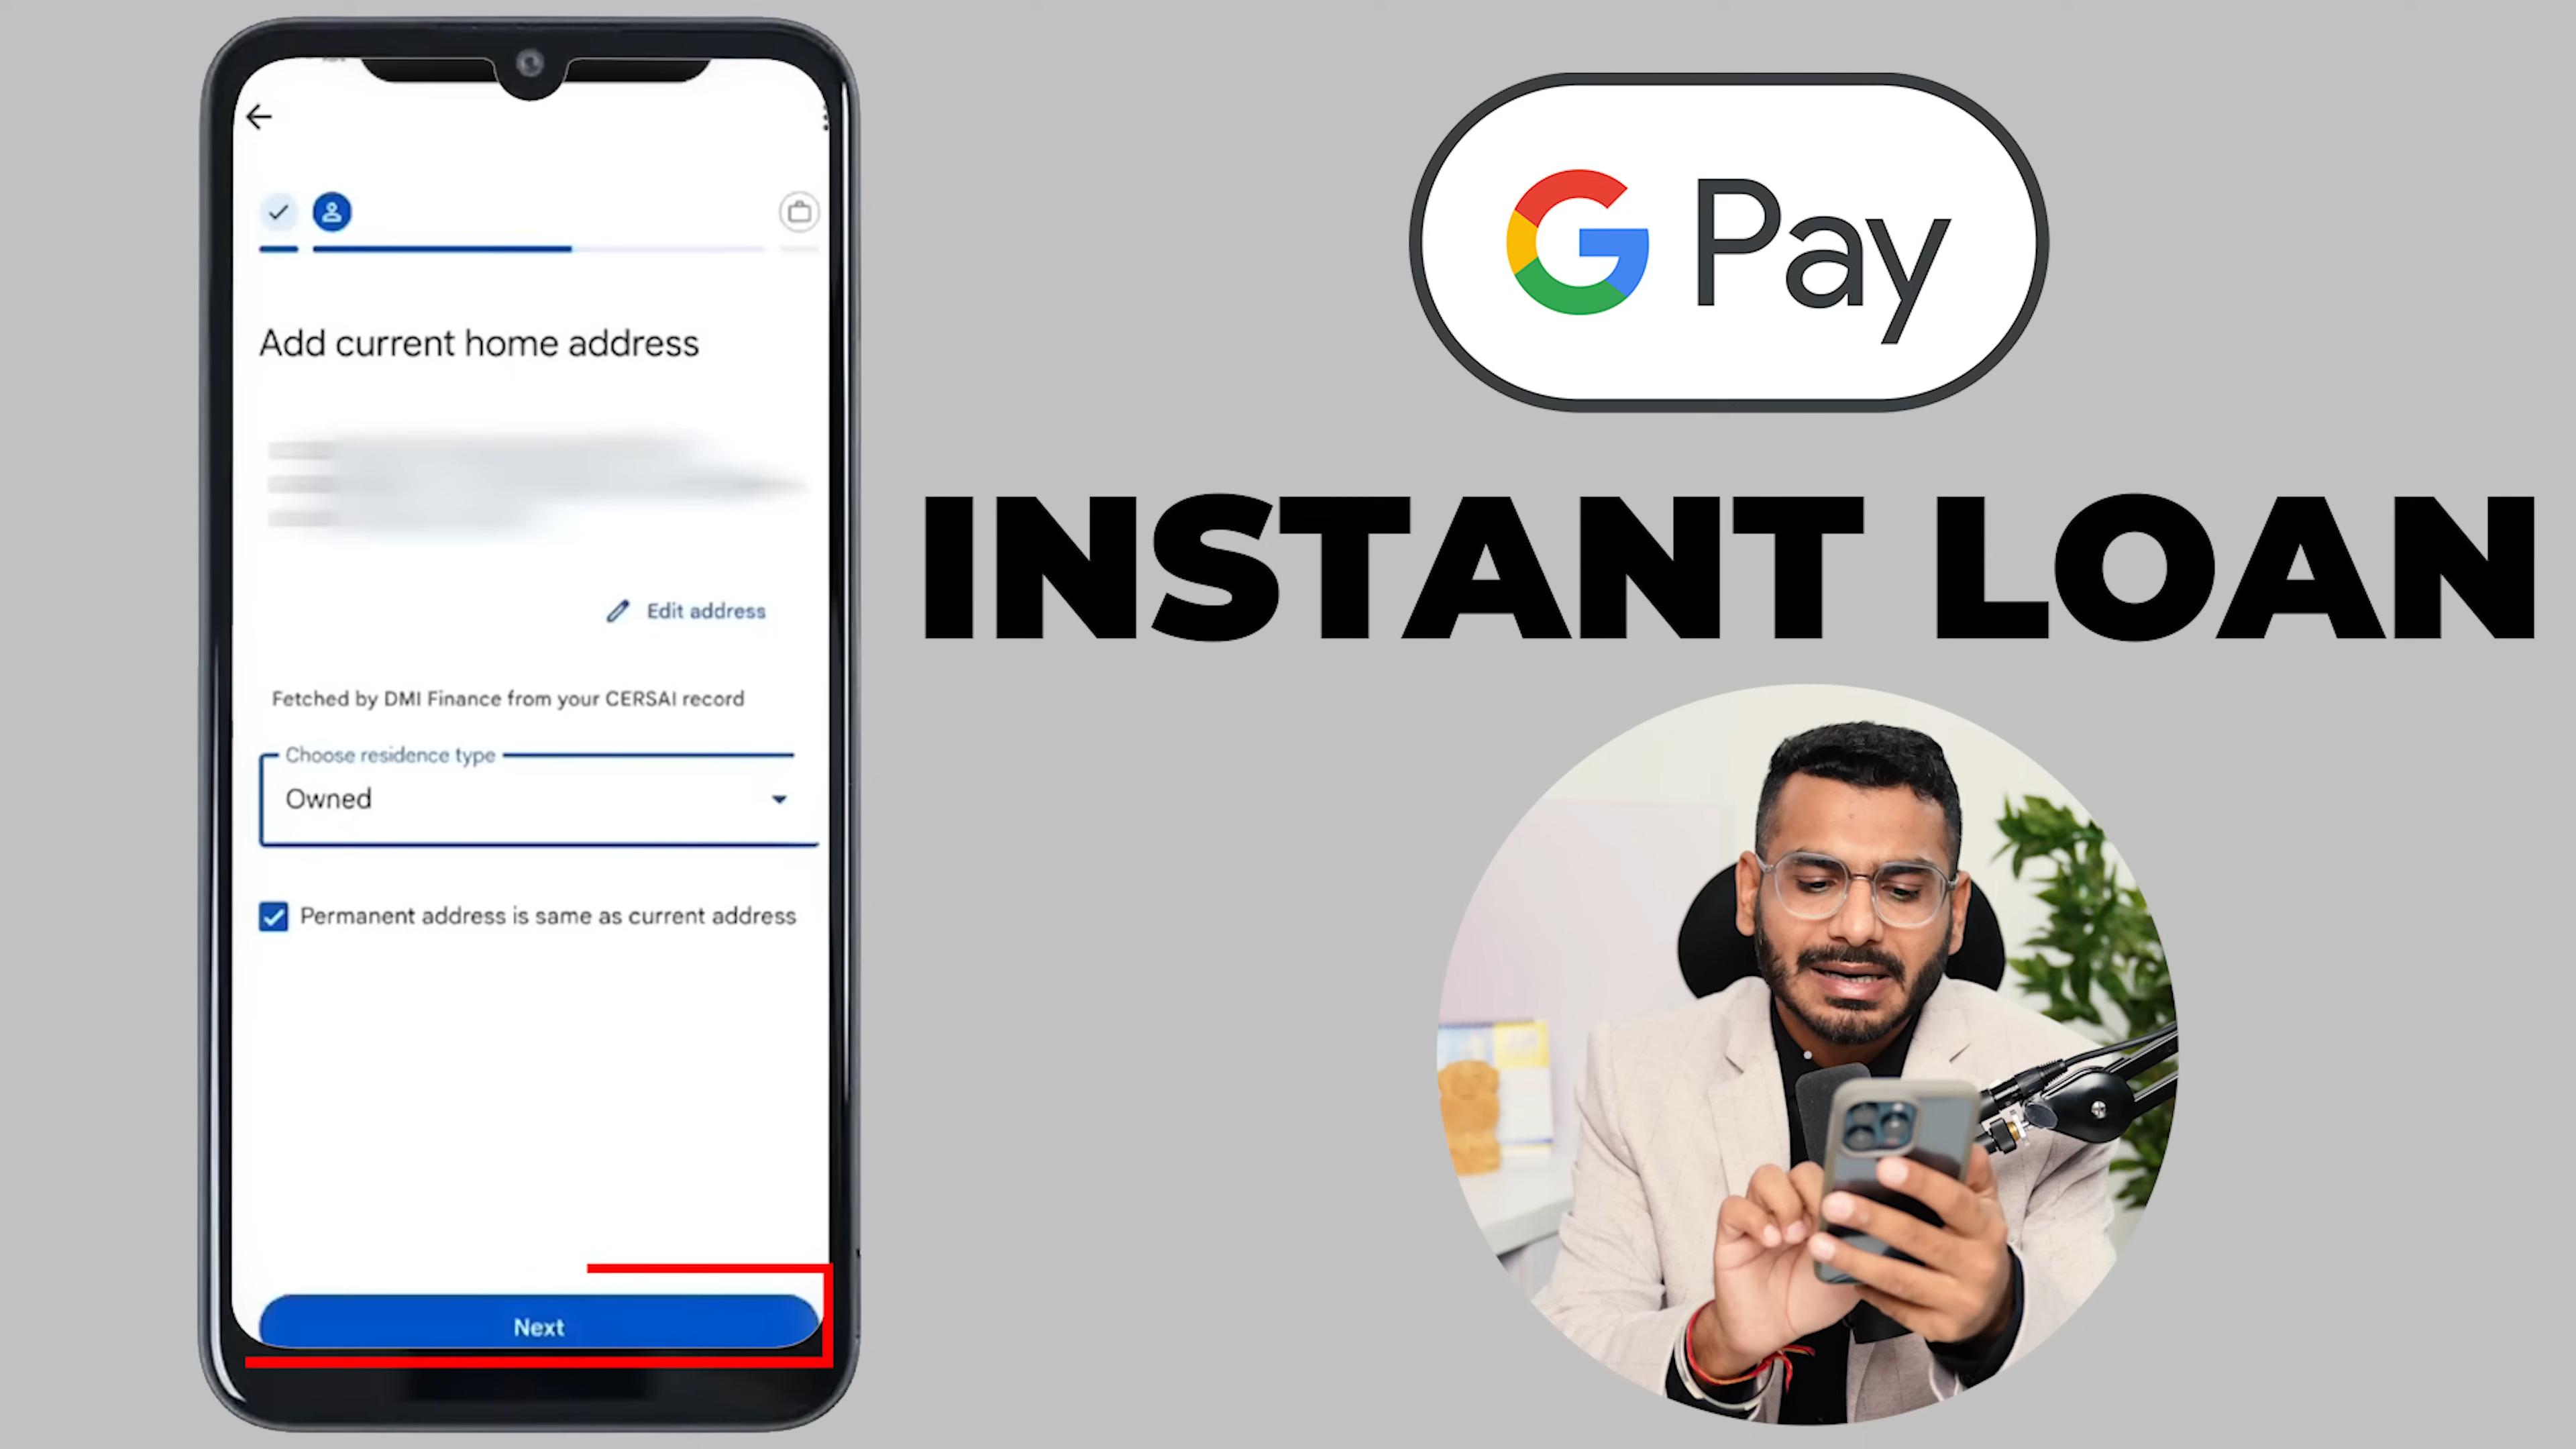 Add current home address
Edit address
Fetched by DMI Finance from your CERSAI record
Choose residence type
Owned
Permanent address is same as current address
Next
G Pay
INSTANT LOAN